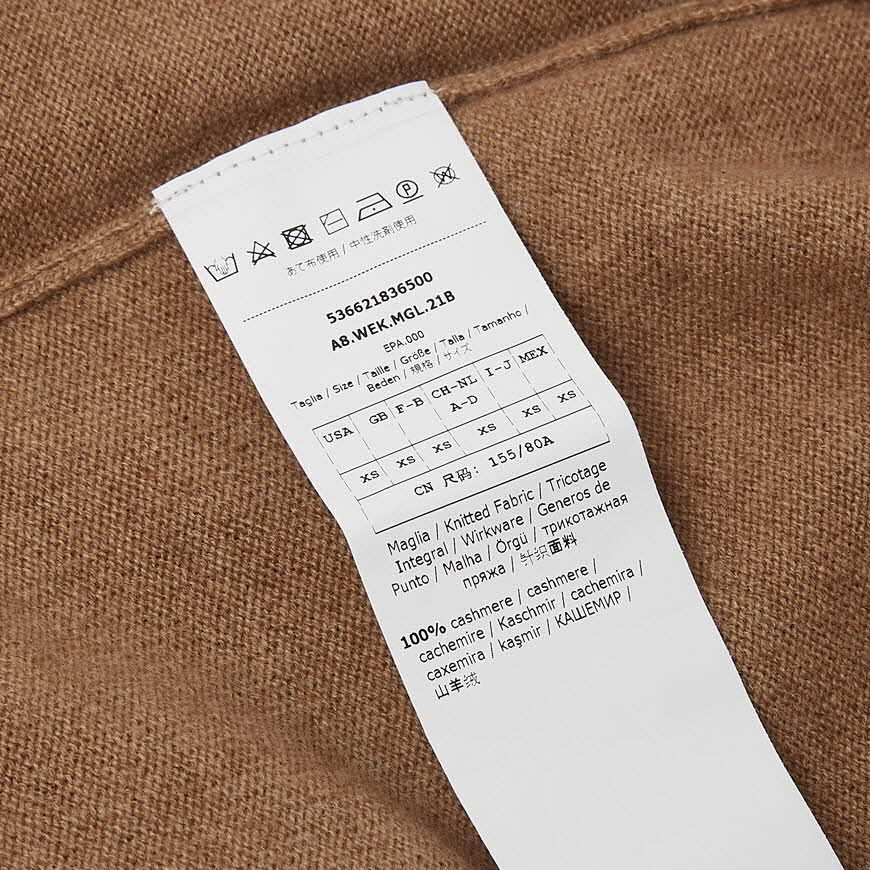 P W
あて布使用 / 中性洗剤使用
536621836500
A8.WEK.MGL.21B
EPA.000
Taglia / Size / Taille / Größe / Talla / Tamanho /
Beden / 規格 / サイズ
USA GB F-B CH-NL A-D I-J MEX
XS XS XS XS XS XS
CN 尺码: 155/80A
Maglia / Knitted Fabric / Tricotage
Integral / Wirkware / Generos de
Punto / Malha / Örgü / трикотажная
пряжа / 针织面料
100% cashmere / cashmere /
cachemire / Kaschmir / cachemira /
caxemira / kaşmir / КАШЕМИР /
山羊绒